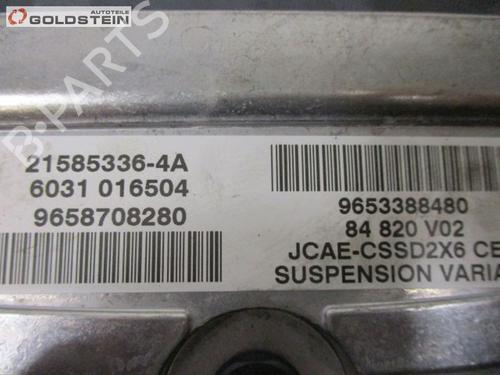 AUTOTEILE
GOLDSTEIN
B-PARTS
21585336-4A
6031 016504
9658708280
9653388480
84 820 V02
JCAE-CSSD2X6 CE
SUSPENSION VARIA